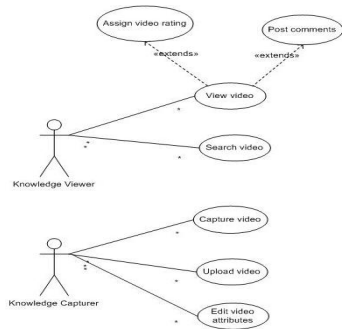 Assign video rating
Post comments
«extends»
«extends»
View video
*
*
*
Search video
*
Knowledge Viewer
Capture video
*
*
*
*
Upload video
*
Knowledge Capturer
Edit video
attributes
*